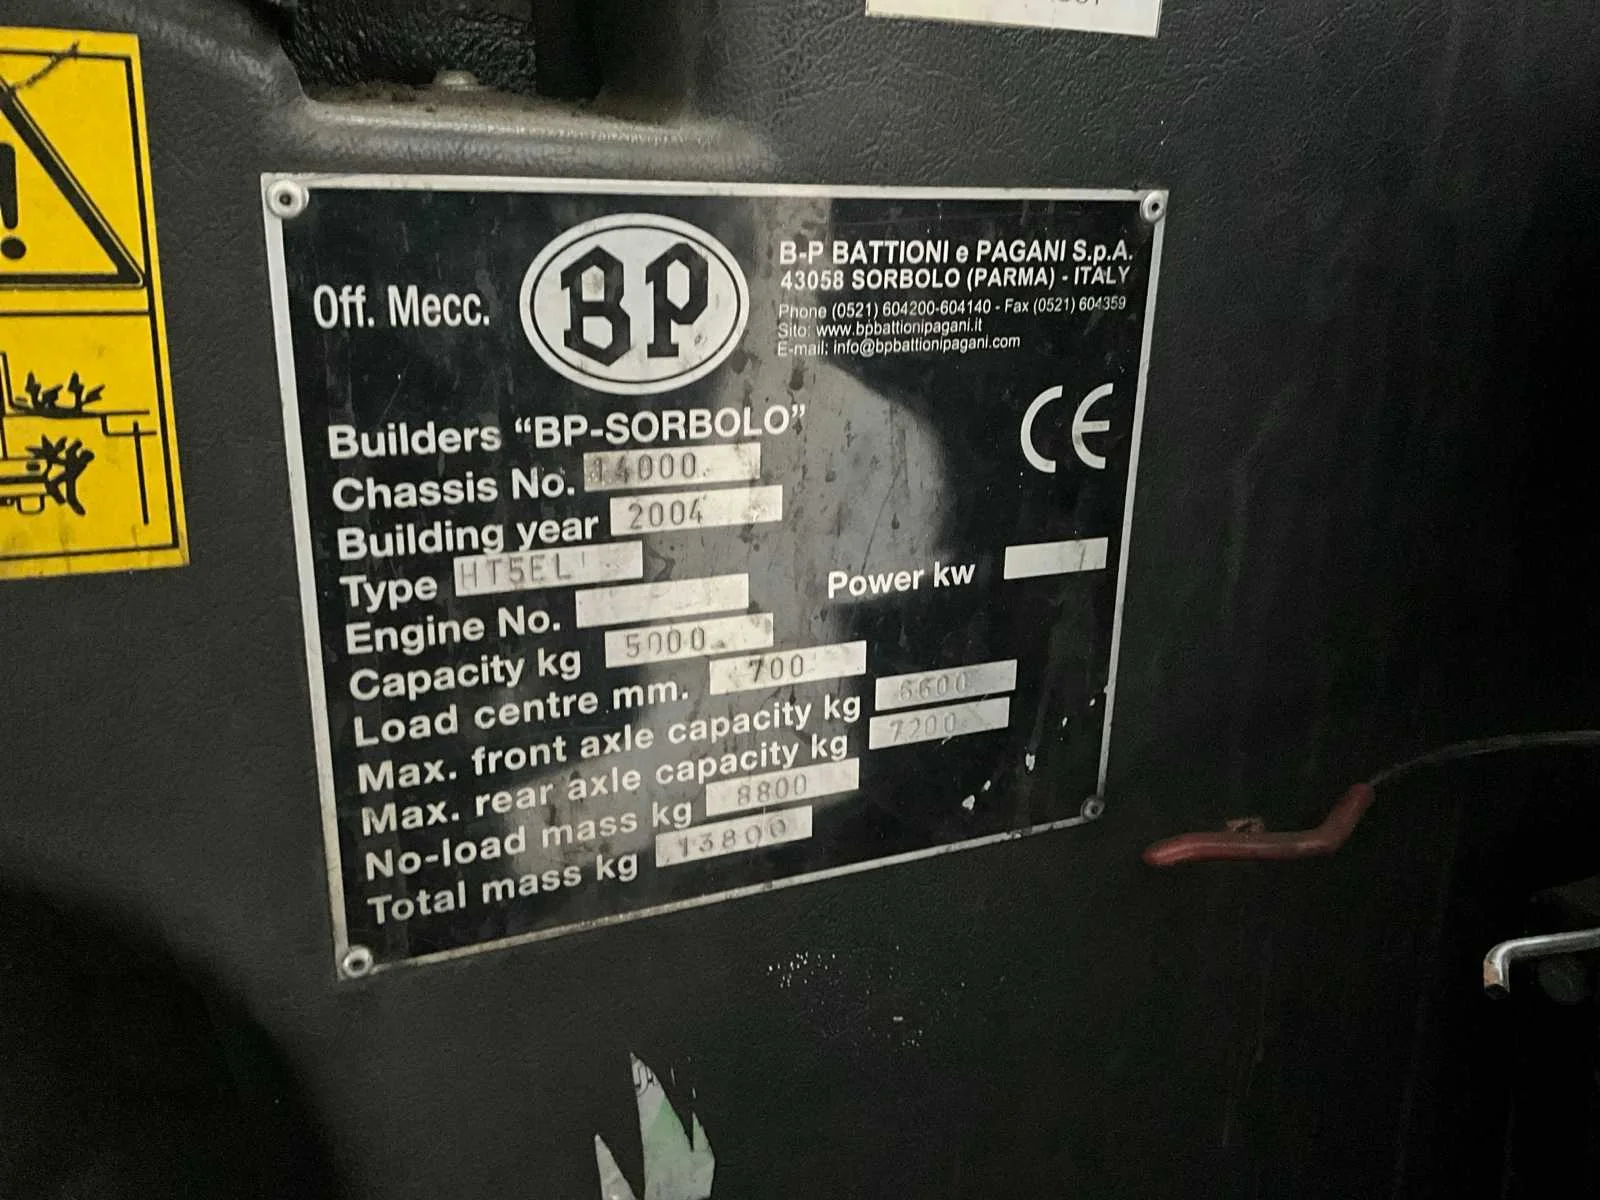 Off. Mecc.
BP
B-P BATTIONI e PAGANI S.p.A.
43058 SORBOLO (PARMA) - ITALY
Phone (0521) 604200-604140 - Fax (0521) 604359
Sito: www.bpbattionipagani.it
E-mail: info@bpbattionipagani.com
CE
Builders “BP-SORBOLO”
Chassis No. 14000
Building year 2004
Type HT5EL
Power kw
Engine No.
Capacity kg 5000
Load centre mm. 700
Max. front axle capacity kg 6600
Max. rear axle capacity kg 7200
No-load mass kg 8800
Total mass kg 13800